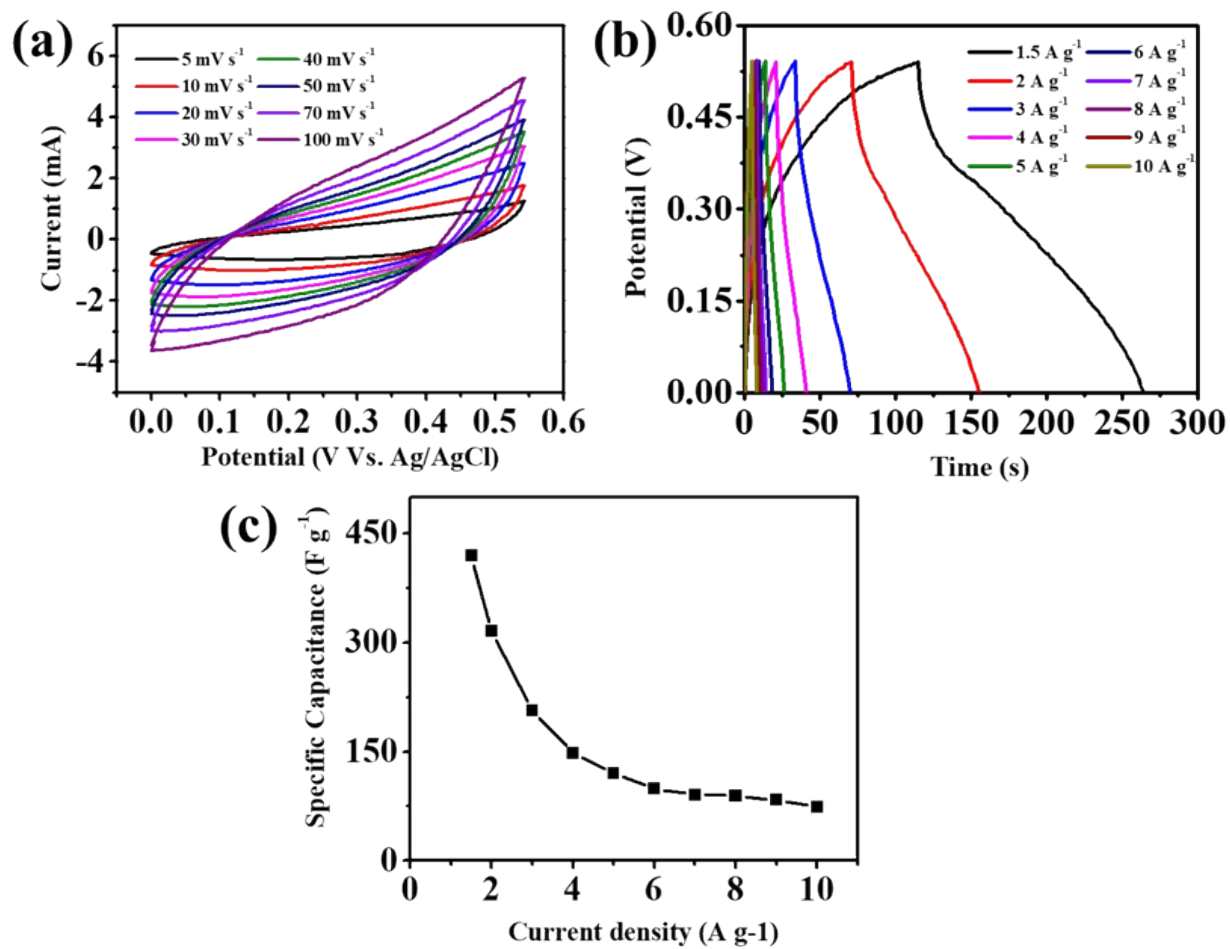 (a)
6
4
2
0
-2
-4
Current (mA)
5 mV s-1
10 mV s-1
20 mV s-1
30 mV s-1
40 mV s-1
50 mV s-1
70 mV s-1
100 mV s-1
0.0 0.1 0.2 0.3 0.4 0.5 0.6
Potential (V Vs. Ag/AgCl)
(b)
0.60
0.45
0.30
0.15
0.00
Potential (V)
1.5 A g-1
2 A g-1
3 A g-1
4 A g-1
5 A g-1
6 A g-1
7 A g-1
8 A g-1
9 A g-1
10 A g-1
0 50 100 150 200 250 300
Time (s)
(c)
450
300
150
0
Specific Capacitance (F g-1)
0 2 4 6 8 10
Current density (A g-1)